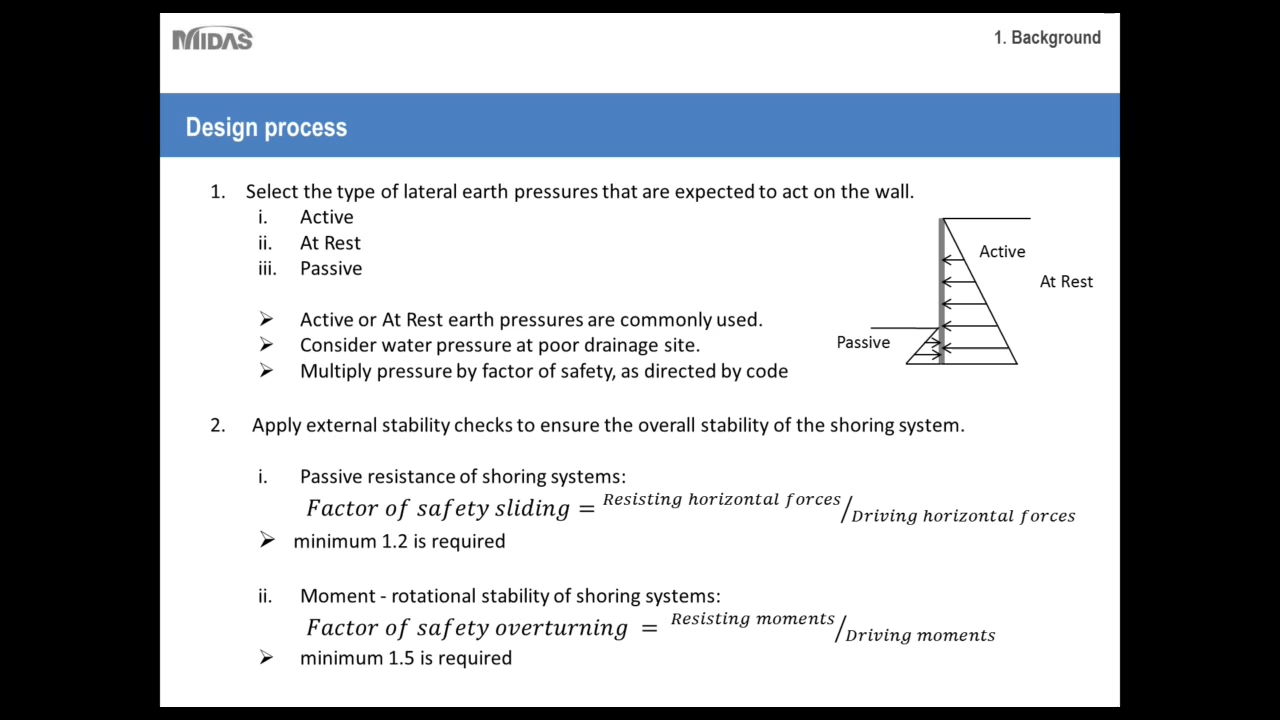 MIDAS
1. Background
Design process
1. Select the type of lateral earth pressures that are expected to act on the wall.
i. Active
ii. At Rest
iii. Passive
Active
At Rest
Passive
➢ Active or At Rest earth pressures are commonly used.
➢ Consider water pressure at poor drainage site.
➢ Multiply pressure by factor of safety, as directed by code
2. Apply external stability checks to ensure the overall stability of the shoring system.
i. Passive resistance of shoring systems:
Factor of safety sliding = Resisting horizontal forces/Driving horizontal forces
➢ minimum 1.2 is required
ii. Moment - rotational stability of shoring systems:
Factor of safety overturning = Resisting moments/Driving moments
➢ minimum 1.5 is required